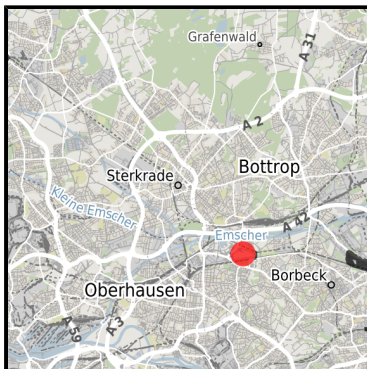 Grafenwald
A 31
A 2
Bottrop
Sterkrade
Kleine Emscher
Emscher
A 42
Borbeck
Oberhausen
A 59
A 3